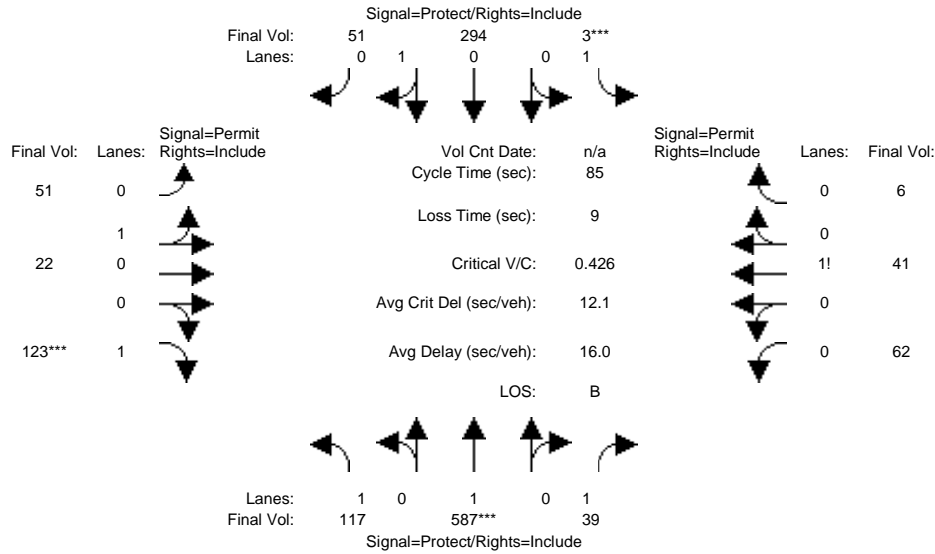 Signal=Protect/Rights=Include
Final Vol: 51 294 3***
Lanes: 0 1 0 0 1
Signal=Permit Signal=Permit
Final Vol: Lanes: Rights=Include Vol Cnt Date: n/a Rights=Include Lanes: Final Vol:
Cycle Time (sec): 85
51 0 0 6
Loss Time (sec): 9
1 0
22 0 Critical V/C: 0.426 1! 41
0 Avg Crit Del (sec/veh): 12.1 0
123*** 1 Avg Delay (sec/veh): 16.0 0 62
LOS: B
Lanes: 1 0 1 0 1
Final Vol: 117 587*** 39
Signal=Protect/Rights=Include